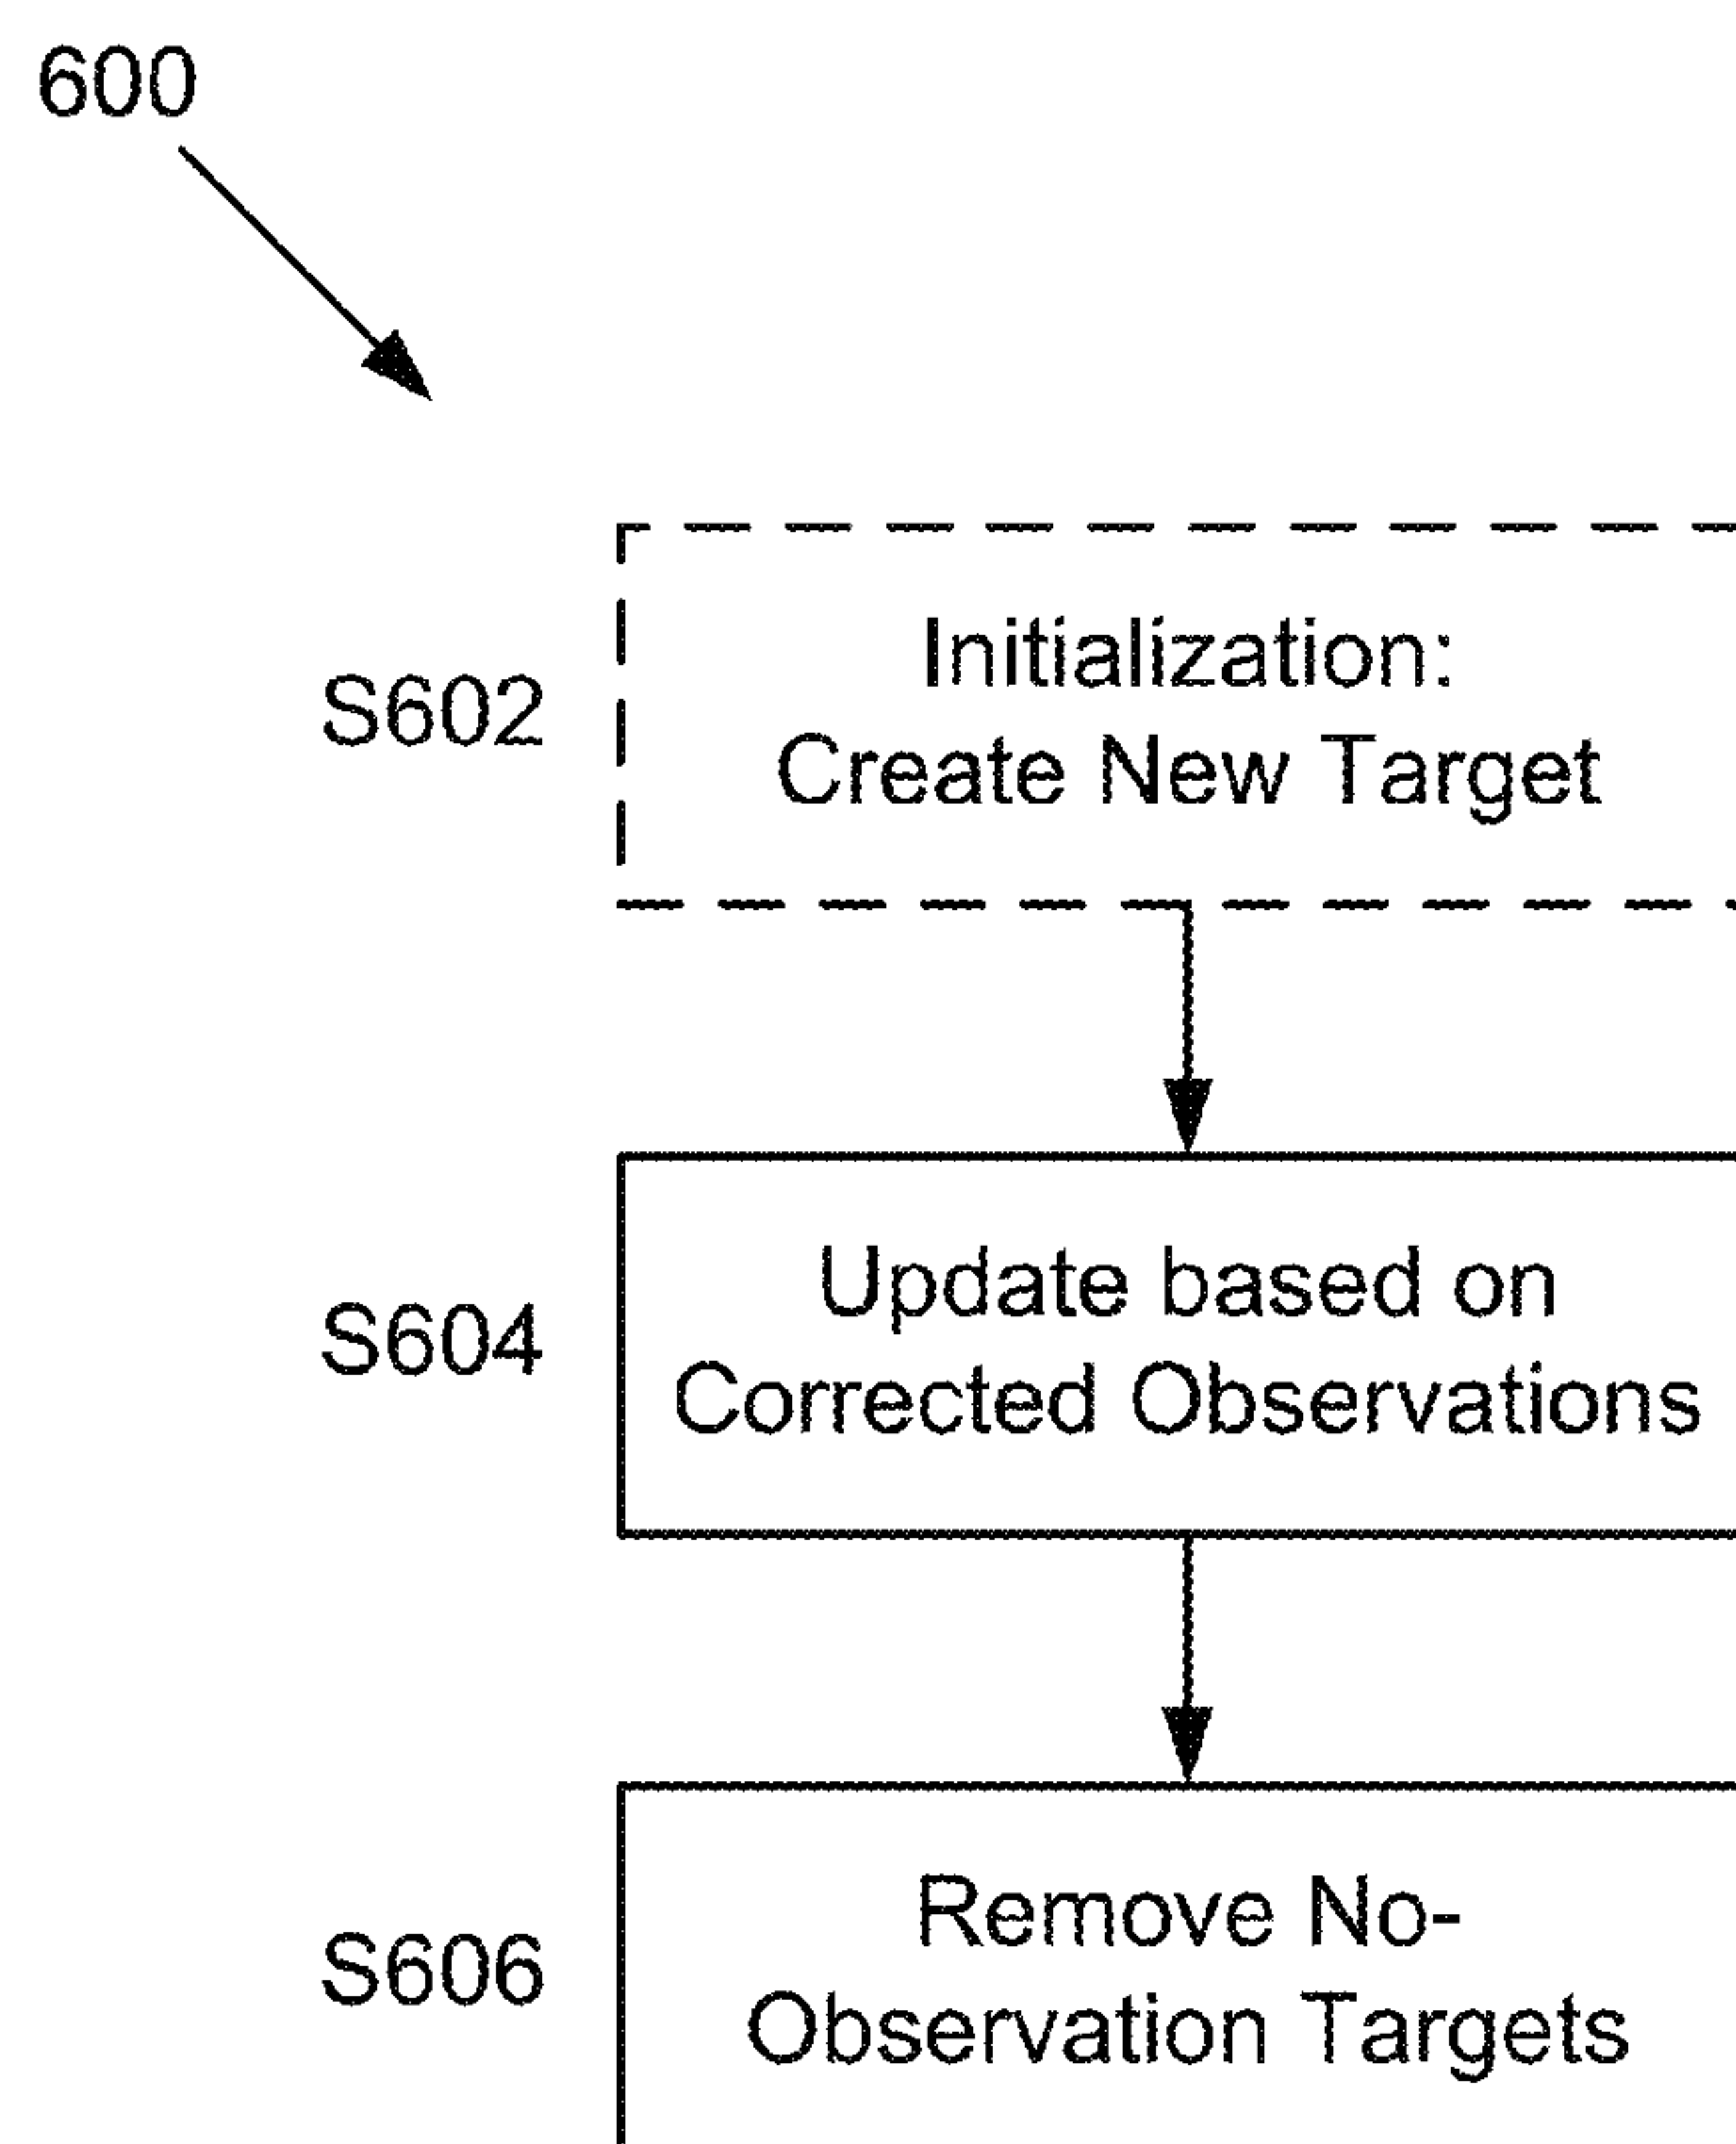 600
S602
Initialization:
Create New Target
S604
Update based on
Corrected Observations
S606
Remove No-
Observation Targets